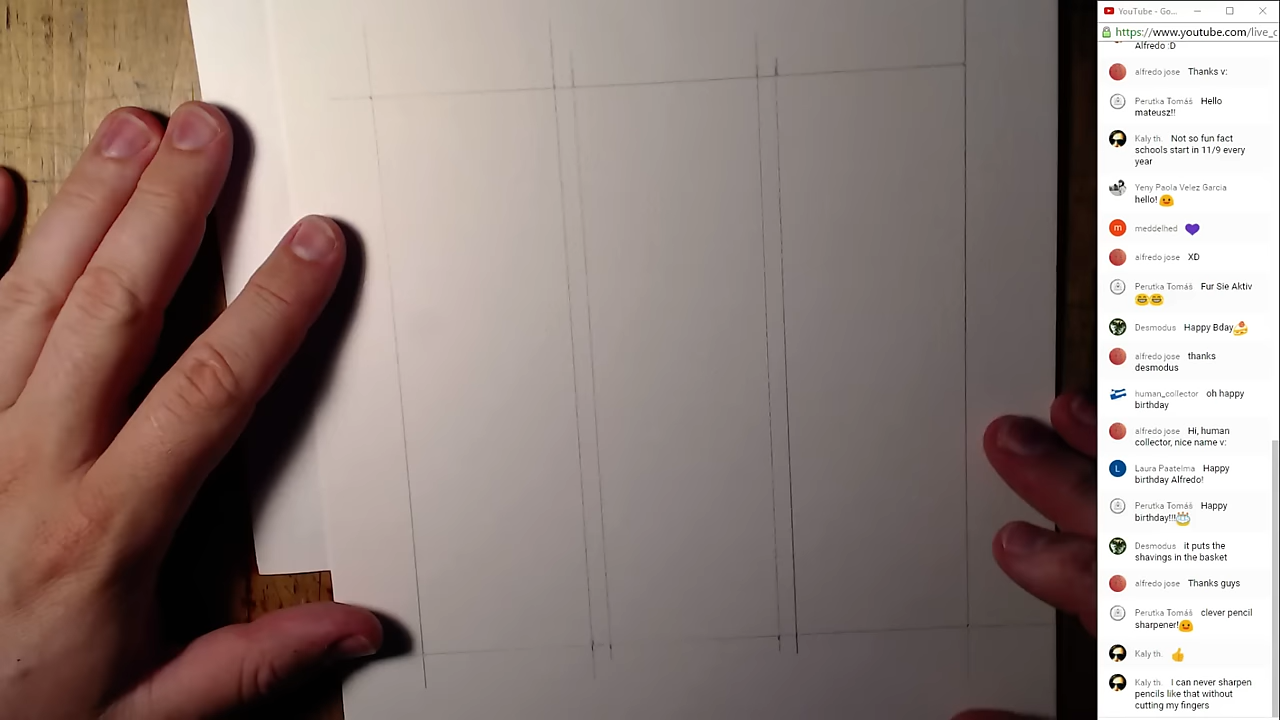 YouTube - Go...
https://www.youtube.com/live_c
Alfredo :D
alfredo jose Thanks v:
Perutka Tomáš Hello
mateusz!!
Kaly th. Not so fun fact
schools start in 11/9 every
year
Yeny Paola Velez Garcia
hello! 😃
meddelhed 💜
alfredo jose XD
Perutka Tomáš Fur Sie Aktiv
😂😂
Desmodus Happy Bday🍰
alfredo jose thanks
desmodus
human_collector oh happy
birthday
alfredo jose Hi, human
collector, nice name v:
L
Laura Paatelma Happy
birthday Alfredo!
Perutka Tomáš Happy
birthday!!!🎂
Desmodus it puts the
shavings in the basket
alfredo jose Thanks guys
Perutka Tomáš clever pencil
sharpener!😃
Kaly th. 👍
Kaly th. I can never sharpen
pencils like that without
cutting my fingers